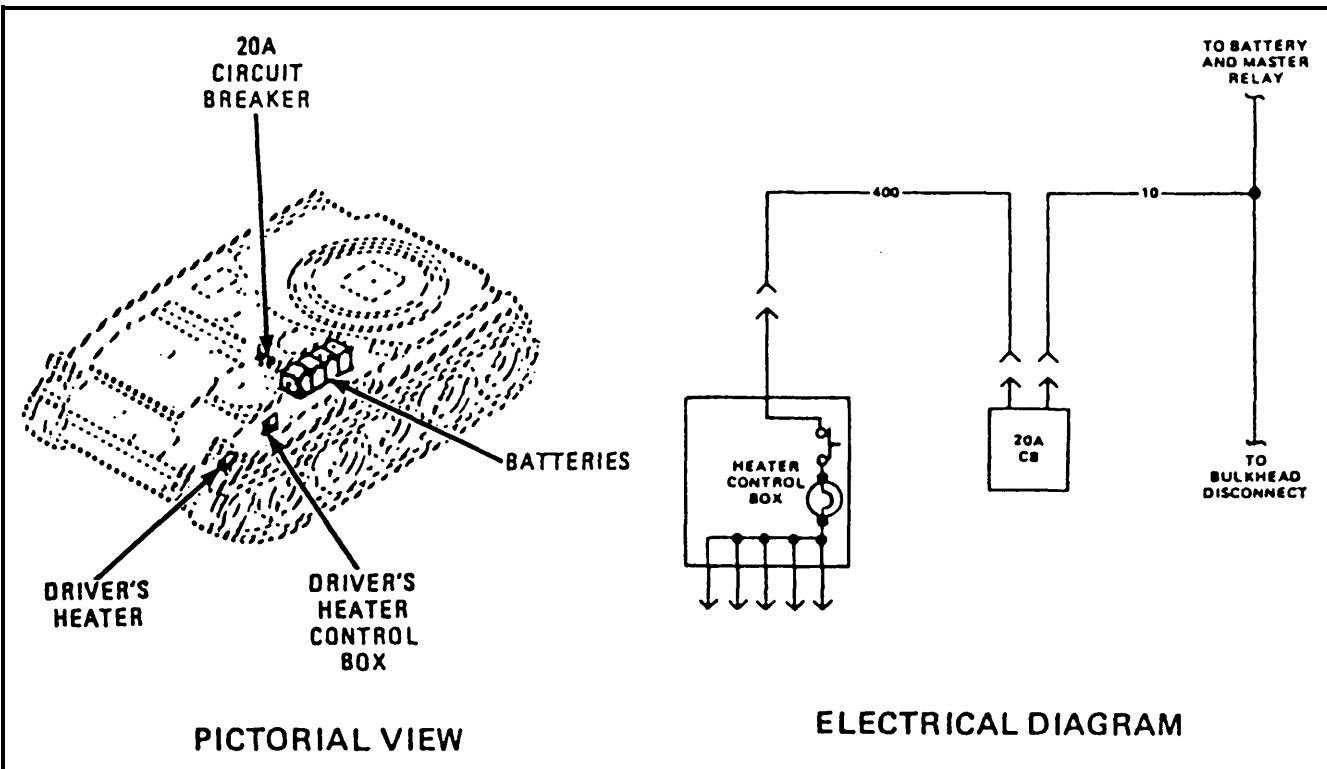 20A
CIRCUIT
BREAKER
BATTERIES
DRIVER'S
HEATER
DRIVER'S
HEATER
CONTROL
BOX
PICTORIAL VIEW
TO BATTERY
AND MASTER
RELAY
400
10
HEATER
CONTROL
BOX
20A
CB
TO
BULKHEAD
DISCONNECT
ELECTRICAL DIAGRAM